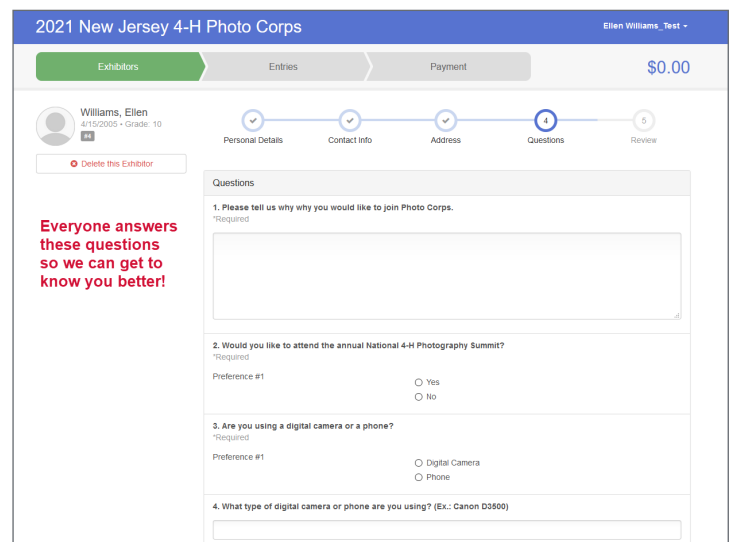 2021 New Jersey 4-H Photo Corps
Ellen Williams_Test
Exhibitors
Entries
Payment
$0.00
Williams, Ellen
4/15/2005 • Grade: 10
#4
Delete this Exhibitor
Personal Details
Contact Info
Address
4
Questions
5
Review
Everyone answers
these questions
so we can get to
know you better!
Questions
1. Please tell us why why you would like to join Photo Corps.
*Required
2. Would you like to attend the annual National 4-H Photography Summit?
*Required
Preference #1
Yes
No
3. Are you using a digital camera or a phone?
*Required
Preference #1
Digital Camera
Phone
4. What type of digital camera or phone are you using? (Ex.: Canon D3500)